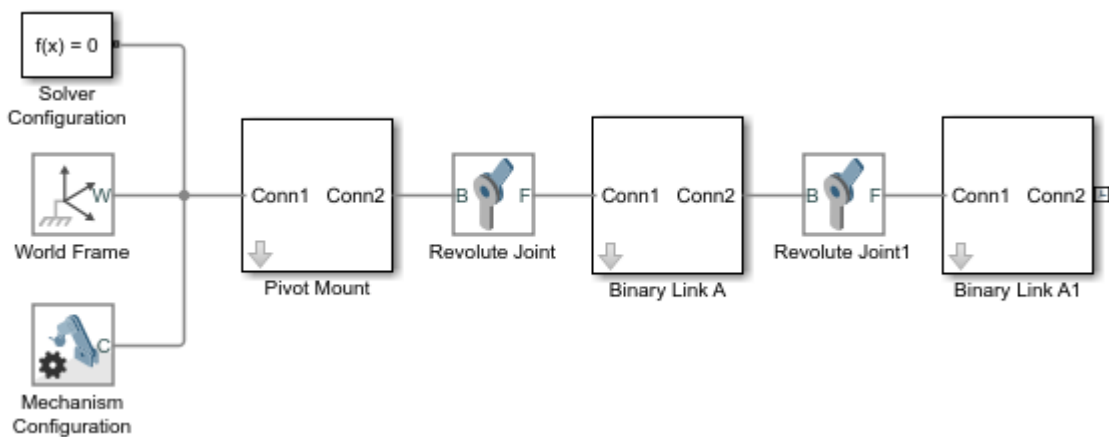 f(x) = 0
Solver
Configuration
W
World Frame
C
Mechanism
Configuration
Conn1 Conn2
Pivot Mount
B F
Revolute Joint
Conn1 Conn2
Binary Link A
B F
Revolute Joint1
Conn1 Conn2
Binary Link A1